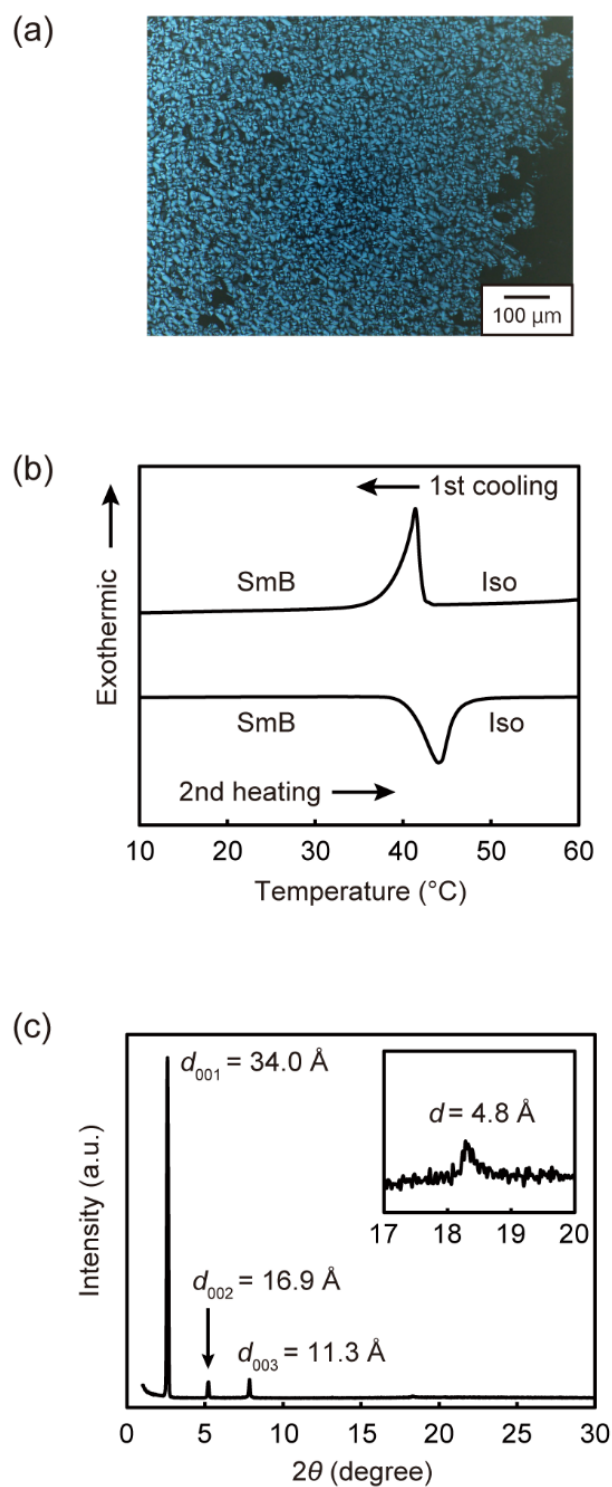 (a)
100 µm
(b)
Exothermic
1st cooling
SmB
Iso
SmB
Iso
2nd heating
10 20 30 40 50 60
Temperature (°C)
(c)
Intensity (a.u.)
d001 = 34.0 Å
d = 4.8 Å
17 18 19 20
d002 = 16.9 Å
d003 = 11.3 Å
0 5 10 15 20 25 30
2θ (degree)